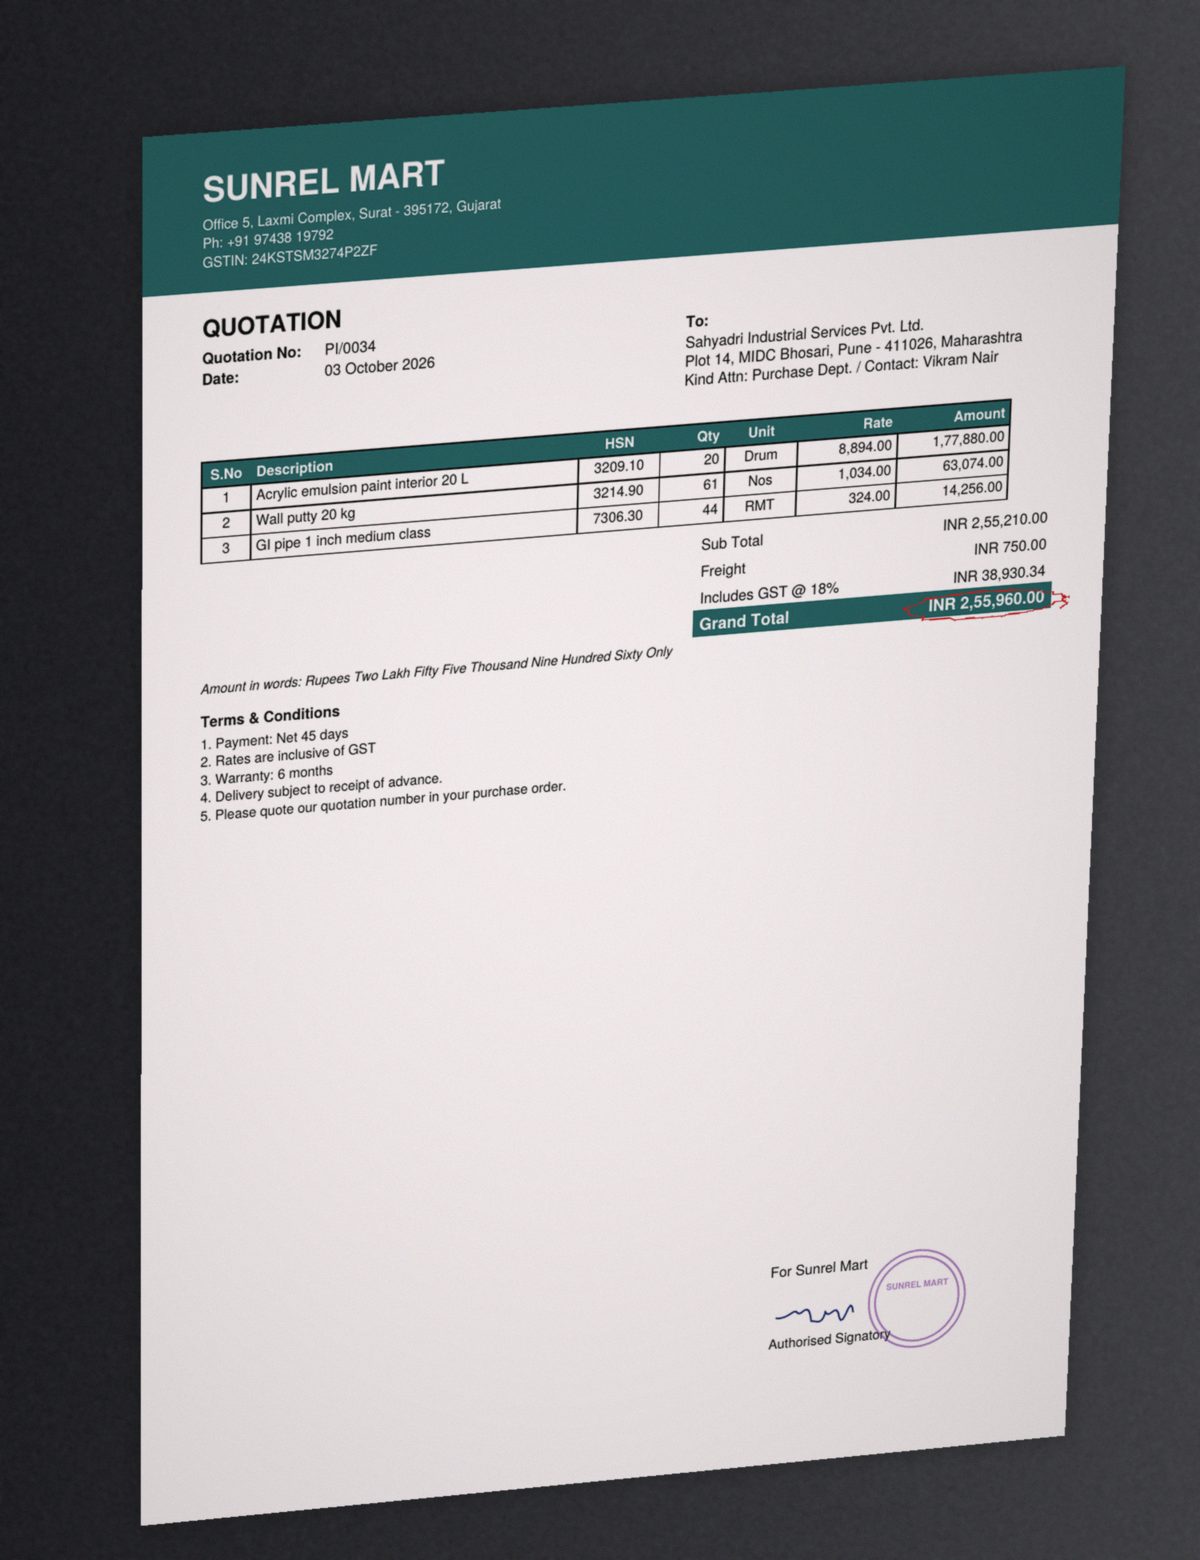 SUNREL MART
Office 5, Laxmi Complex, Surat - 395172, Gujarat
Ph: +91 97438 19792
GSTIN: 24KSTSM3274P2ZF
QUOTATION
Quotation No: PI/0034
Date: 03 October 2026
To:
Sahyadri Industrial Services Pvt. Ltd.
Plot 14, MIDC Bhosari, Pune - 411026, Maharashtra
Kind Attn: Purchase Dept. / Contact: Vikram Nair
S.No Description HSN Qty Unit Rate Amount
1 Acrylic emulsion paint interior 20 L 3209.10 20 Drum 8,894.00 1,77,880.00
2 Wall putty 20 kg 3214.90 61 Nos 1,034.00 63,074.00
3 GI pipe 1 inch medium class 7306.30 44 RMT 324.00 14,256.00
Sub Total INR 2,55,210.00
Freight INR 750.00
Includes GST @ 18% INR 38,930.34
Grand Total INR 2,55,960.00
Amount in words: Rupees Two Lakh Fifty Five Thousand Nine Hundred Sixty Only
Terms & Conditions
1. Payment: Net 45 days
2. Rates are inclusive of GST
3. Warranty: 6 months
4. Delivery subject to receipt of advance.
5. Please quote our quotation number in your purchase order.
For Sunrel Mart
SUNREL MART
Authorised Signatory